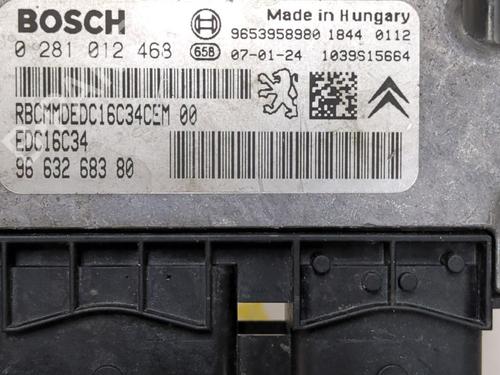 BOSCH
Made in Hungary
9653958980 1844 0112
0 281 012 468 65B 07-01-24 1039S15664
RBCMMDEDC16C34CEM 00
EDC16C34
96 632 683 80